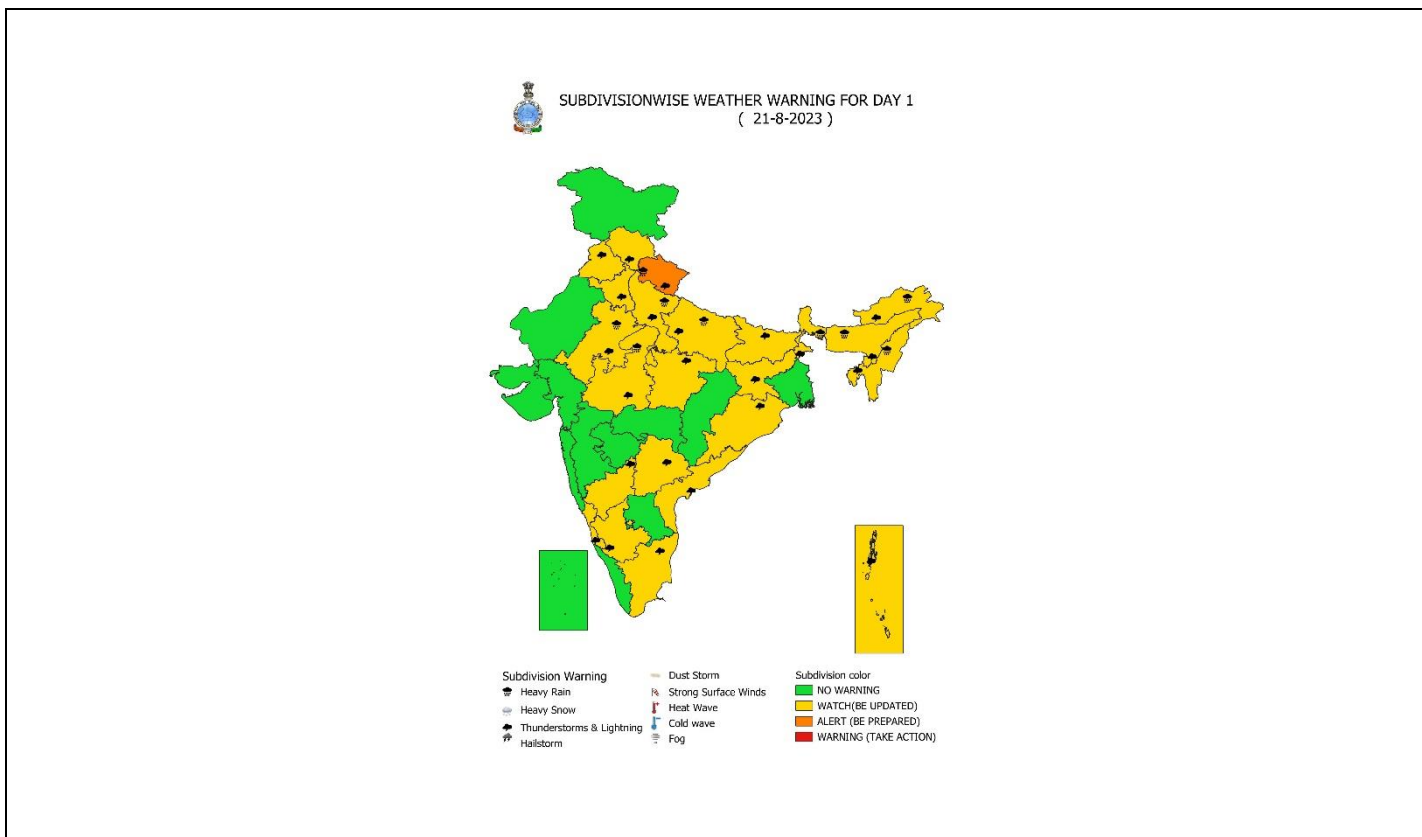 SUBDIVISIONWISE WEATHER WARNING FOR DAY 1
( 21-8-2023 )
Subdivision Warning
Heavy Rain
Heavy Snow
Thunderstorms & Lightning
Hailstorm
Dust Storm
Strong Surface Winds
Heat Wave
Cold wave
Fog
Subdivision color
NO WARNING
WATCH(BE UPDATED)
ALERT (BE PREPARED)
WARNING (TAKE ACTION)